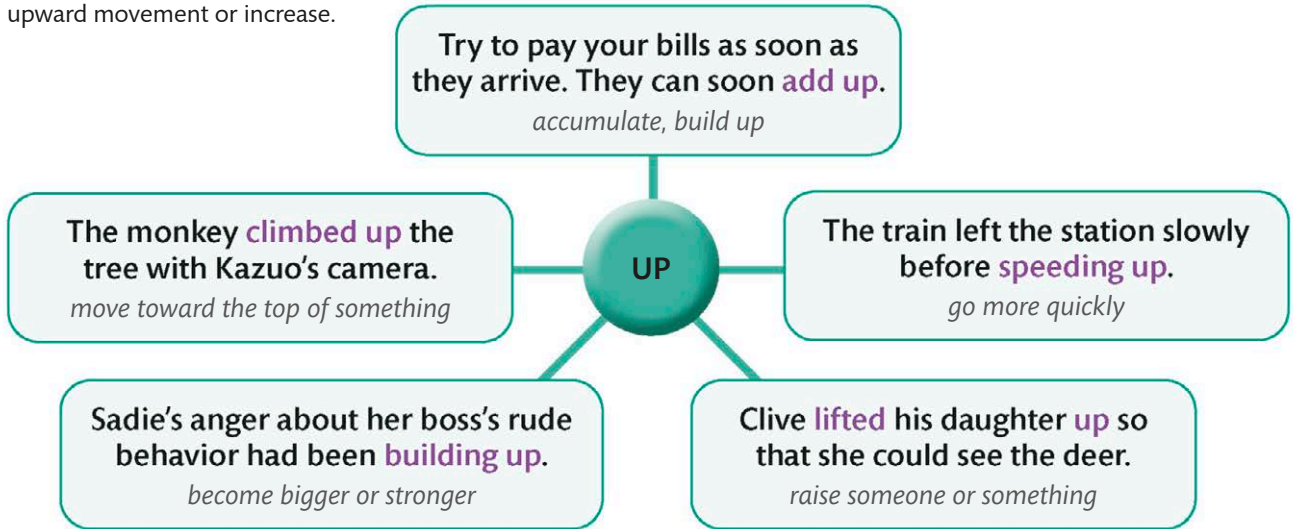 upward movement or increase.
Try to pay your bills as soon as
they arrive. They can soon add up.
accumulate, build up
The monkey climbed up the
tree with Kazuo's camera.
move toward the top of something
UP
The train left the station slowly
before speeding up.
go more quickly
Sadie's anger about her boss's rude
behavior had been building up.
become bigger or stronger
Clive lifted his daughter up so
that she could see the deer.
raise someone or something